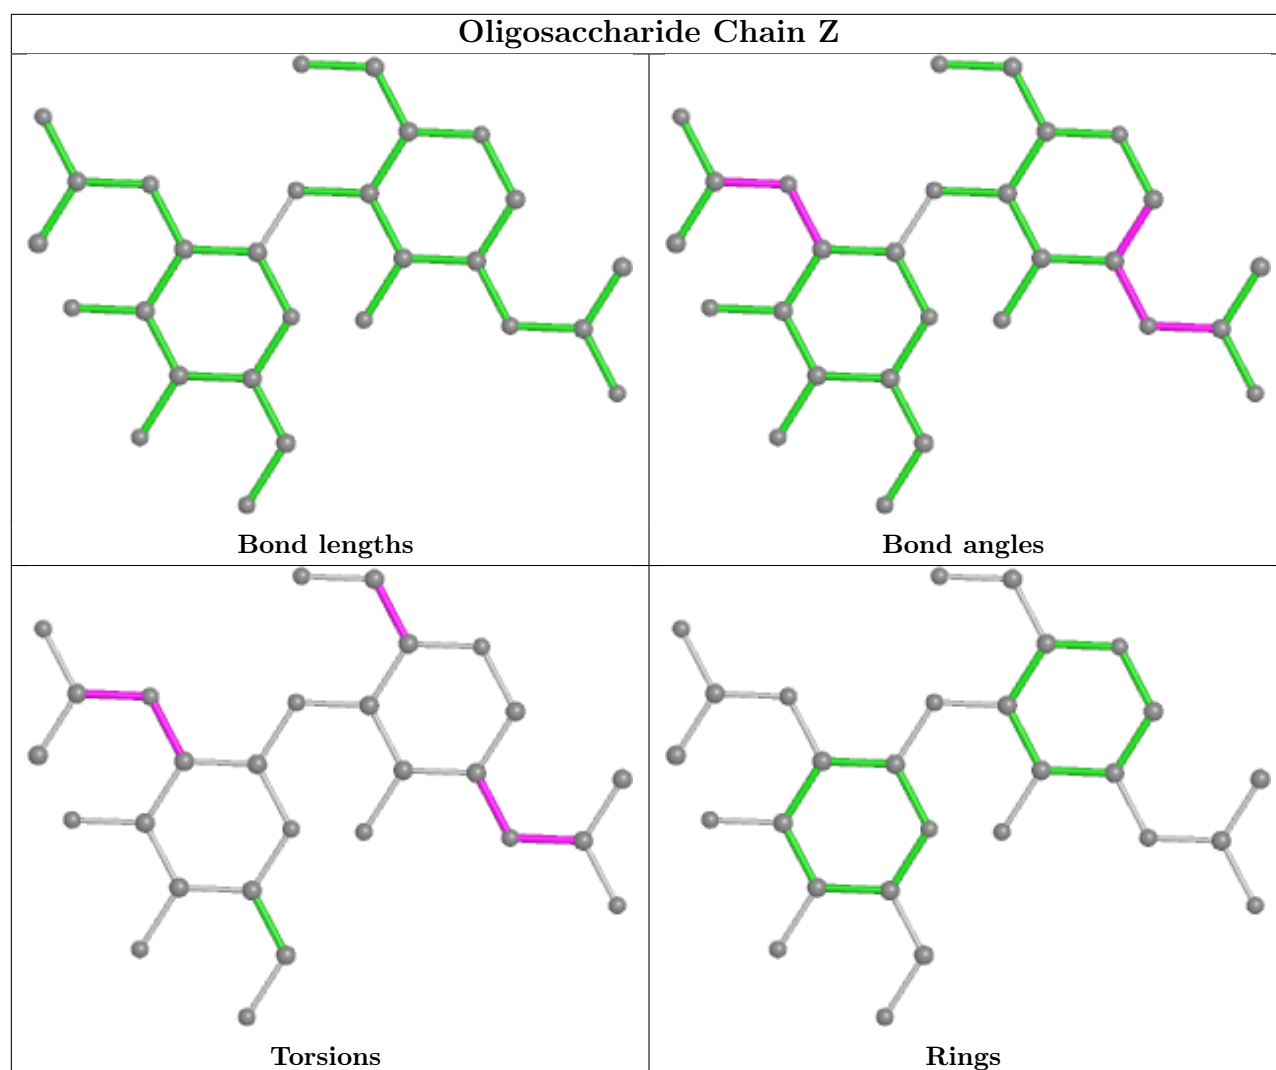 Oligosaccharide Chain Z
Bond lengths
Bond angles
Torsions
Rings